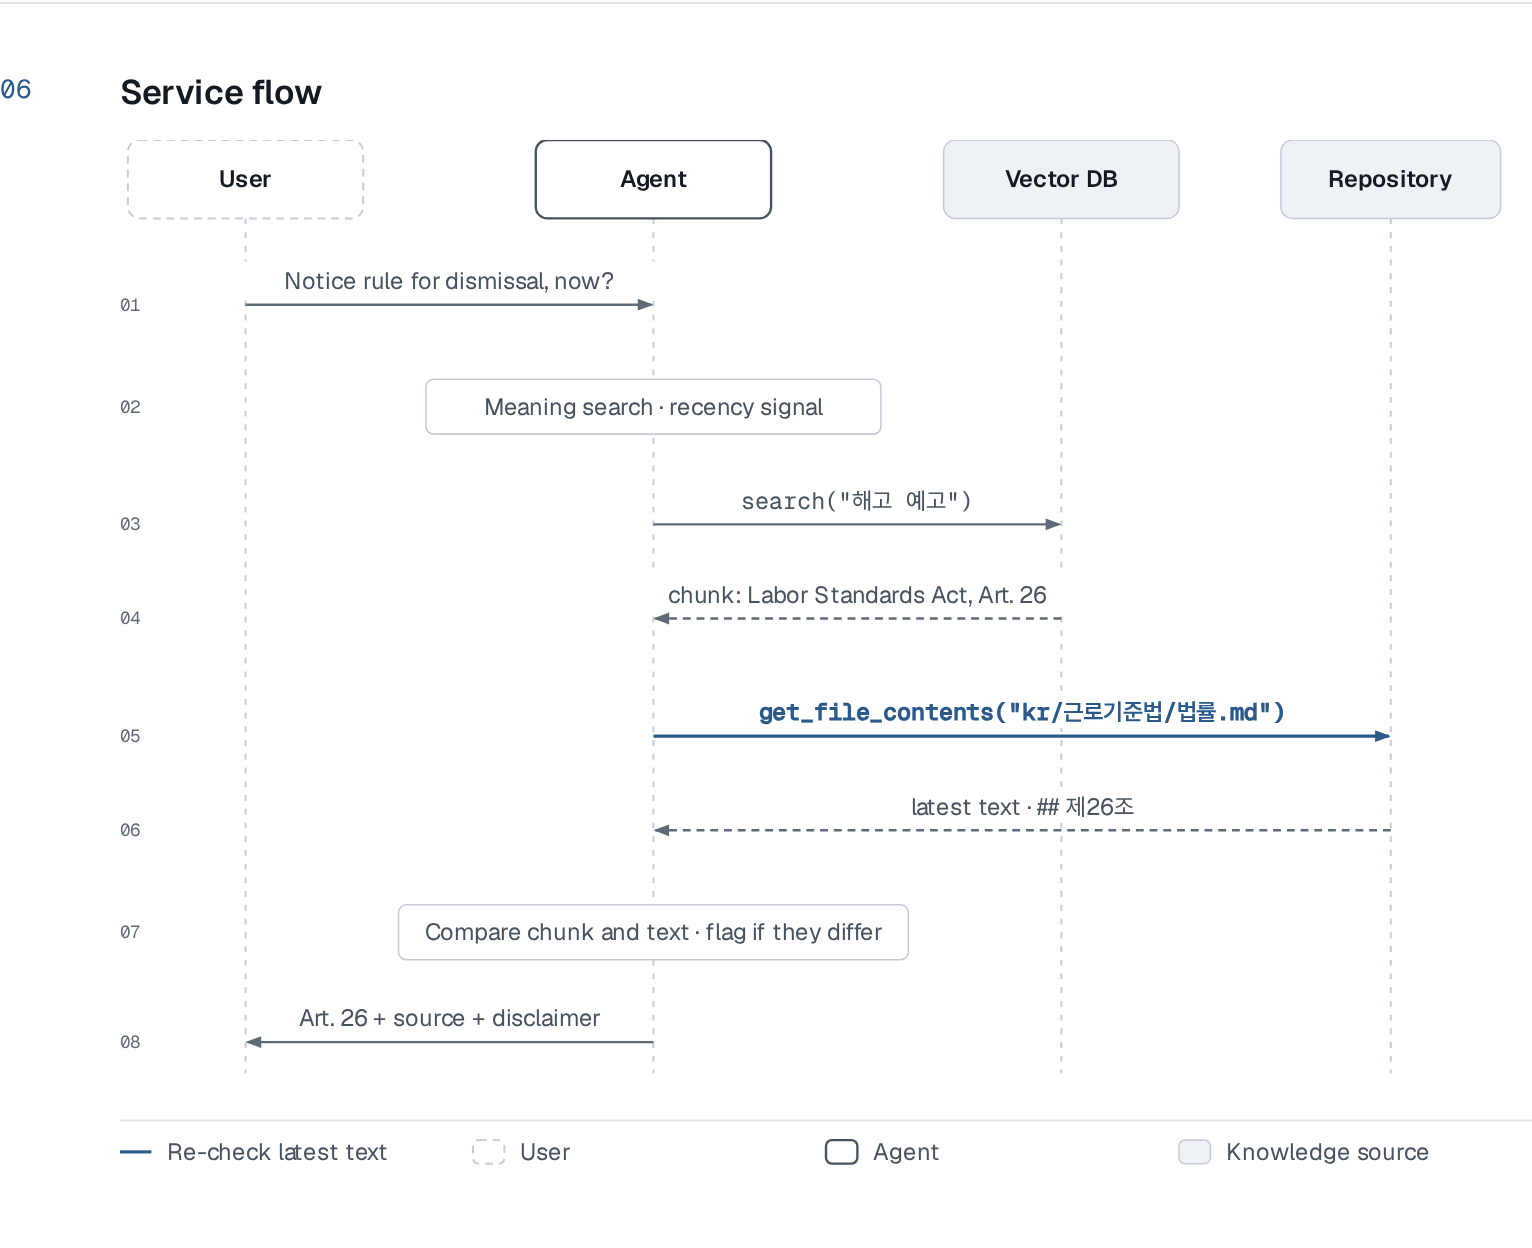 06
Service flow
User
Agent
Vector DB
Repository
01
Notice rule for dismissal, now?
02
Meaning search · recency signal
03
search("해고 예고")
04
chunk: Labor Standards Act, Art. 26
05
get_file_contents("kr/근로기준법/법률.md")
06
latest text · ## 제26조
07
Compare chunk and text · flag if they differ
08
Art. 26 + source + disclaimer
Re-check latest text
User
Agent
Knowledge source